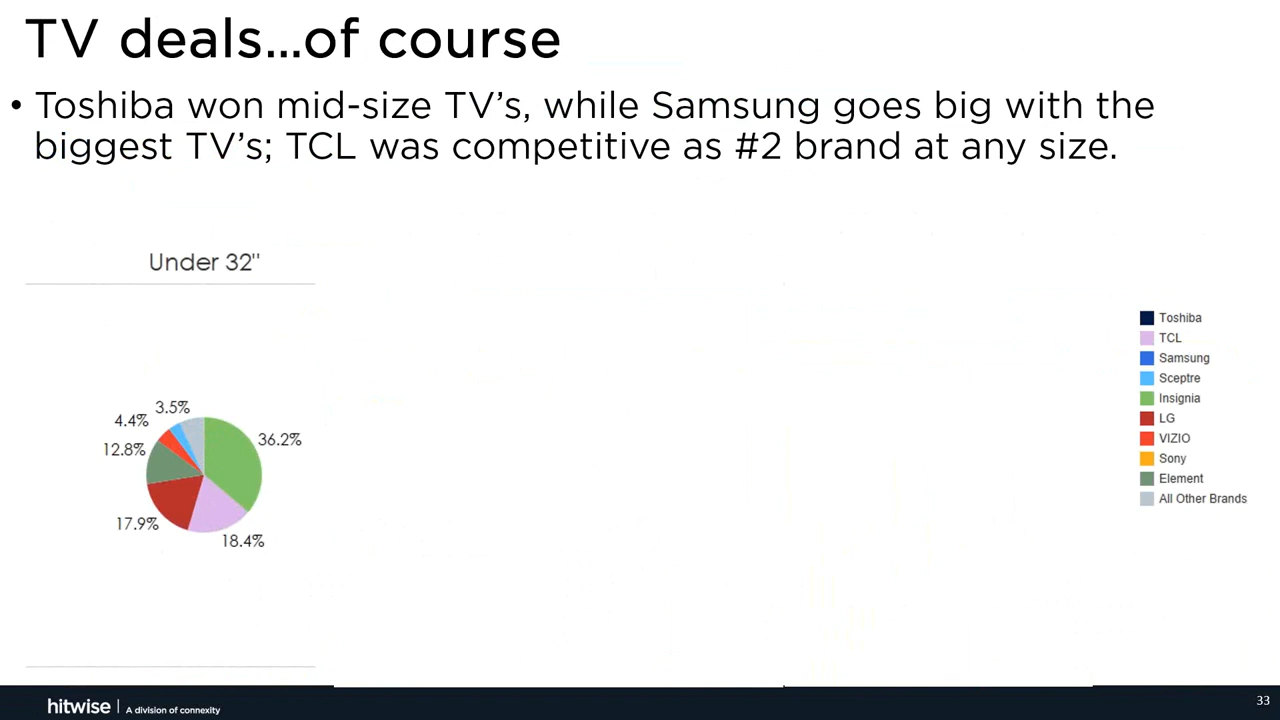 TV deals...of course
• Toshiba won mid-size TV’s, while Samsung goes big with the
biggest TV’s; TCL was competitive as #2 brand at any size.
Under 32"
3.5%
4.4%
36.2%
12.8%
17.9%
18.4%
Toshiba
TCL
Samsung
Sceptre
Insignia
LG
VIZIO
Sony
Element
All Other Brands
hitwise | A division of connexity
33